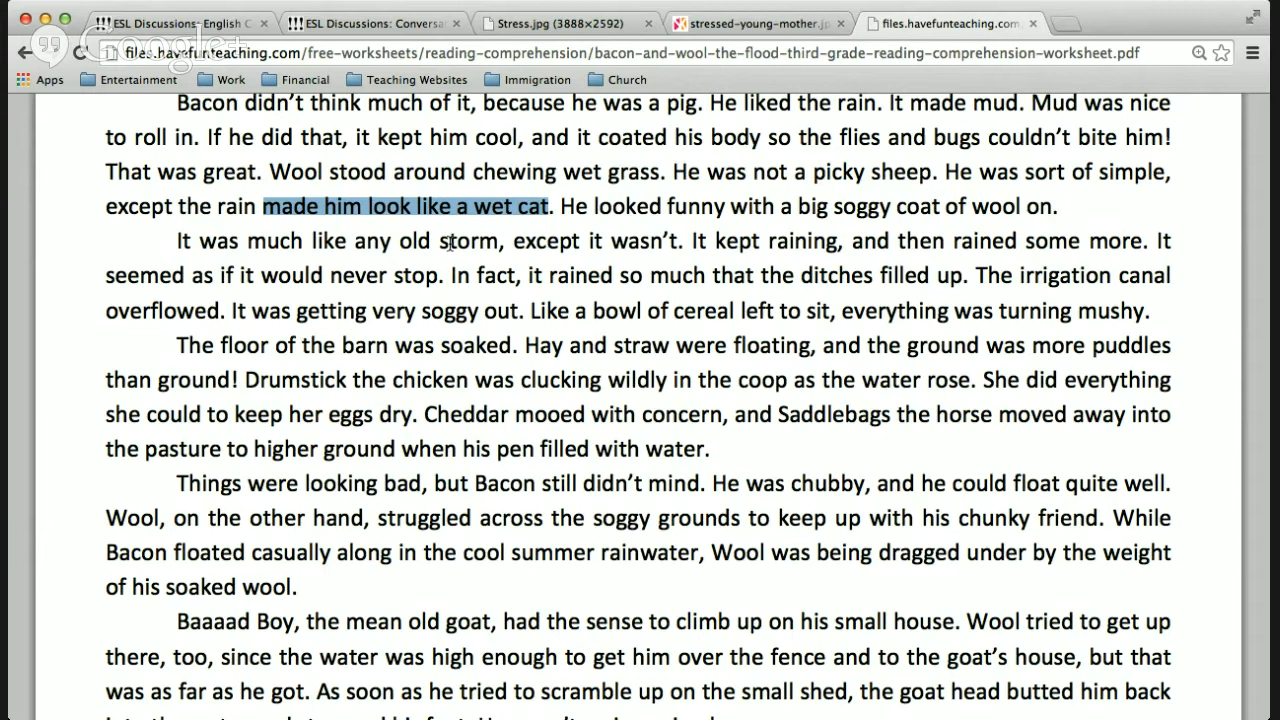 !!! ESL Discussions: English C
!!! ESL Discussions: Conversa
Stress.jpg (3888×2592)
stressed-young-mother.jp
files.havefunteaching.com
Google+
files.havefunteaching.com/free-worksheets/reading-comprehension/bacon-and-wool-the-flood-third-grade-reading-comprehension-worksheet.pdf
Apps Entertainment Work Financial Teaching Websites Immigration Church
Bacon didn't think much of it, because he was a pig. He liked the rain. It made mud. Mud was nice
to roll in. If he did that, it kept him cool, and it coated his body so the flies and bugs couldn't bite him!
That was great. Wool stood around chewing wet grass. He was not a picky sheep. He was sort of simple,
except the rain made him look like a wet cat. He looked funny with a big soggy coat of wool on.
It was much like any old storm, except it wasn't. It kept raining, and then rained some more. It
seemed as if it would never stop. In fact, it rained so much that the ditches filled up. The irrigation canal
overflowed. It was getting very soggy out. Like a bowl of cereal left to sit, everything was turning mushy.
The floor of the barn was soaked. Hay and straw were floating, and the ground was more puddles
than ground! Drumstick the chicken was clucking wildly in the coop as the water rose. She did everything
she could to keep her eggs dry. Cheddar mooed with concern, and Saddlebags the horse moved away into
the pasture to higher ground when his pen filled with water.
Things were looking bad, but Bacon still didn't mind. He was chubby, and he could float quite well.
Wool, on the other hand, struggled across the soggy grounds to keep up with his chunky friend. While
Bacon floated casually along in the cool summer rainwater, Wool was being dragged under by the weight
of his soaked wool.
Baaaad Boy, the mean old goat, had the sense to climb up on his small house. Wool tried to get up
there, too, since the water was high enough to get him over the fence and to the goat's house, but that
was as far as he got. As soon as he tried to scramble up on the small shed, the goat head butted him back